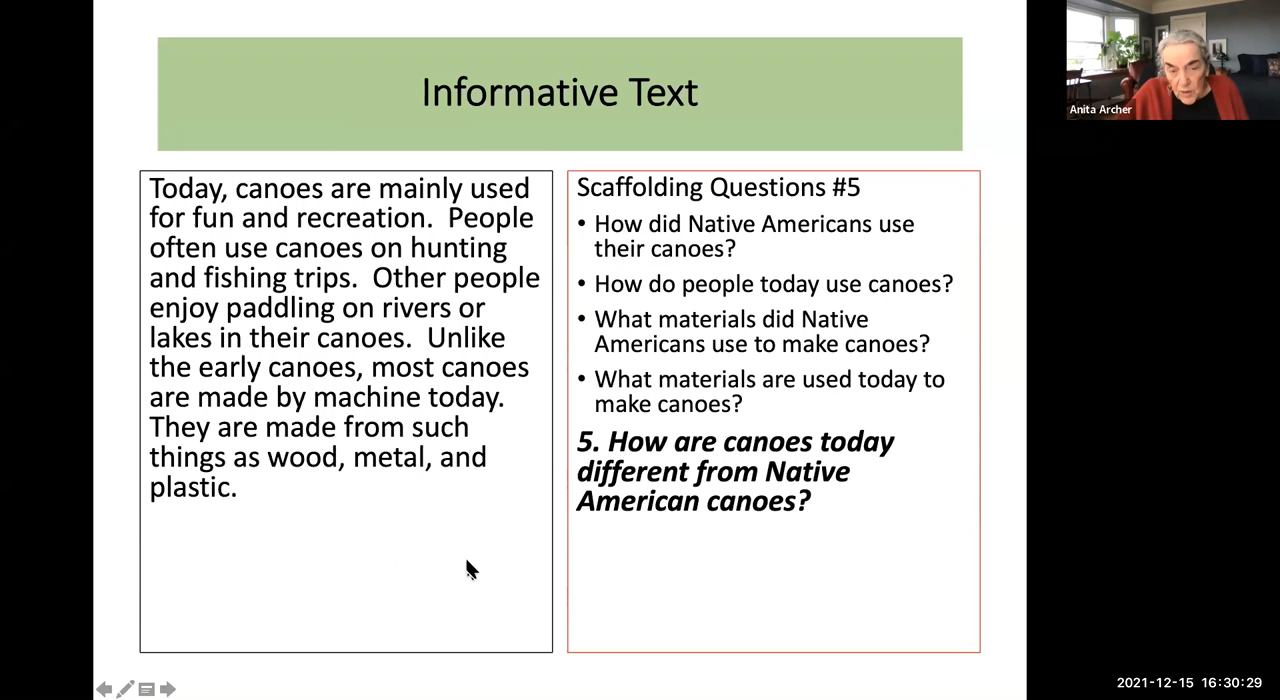 Informative Text
Anita Archer
Today, canoes are mainly used
for fun and recreation.  People
often use canoes on hunting
and fishing trips.  Other people
enjoy paddling on rivers or
lakes in their canoes.  Unlike
the early canoes, most canoes
are made by machine today.
They are made from such
things as wood, metal, and
plastic.
Scaffolding Questions #5
• How did Native Americans use
their canoes?
• How do people today use canoes?
• What materials did Native
Americans use to make canoes?
• What materials are used today to
make canoes?
5. How are canoes today
different from Native
American canoes?
2021-12-15 16:30:29